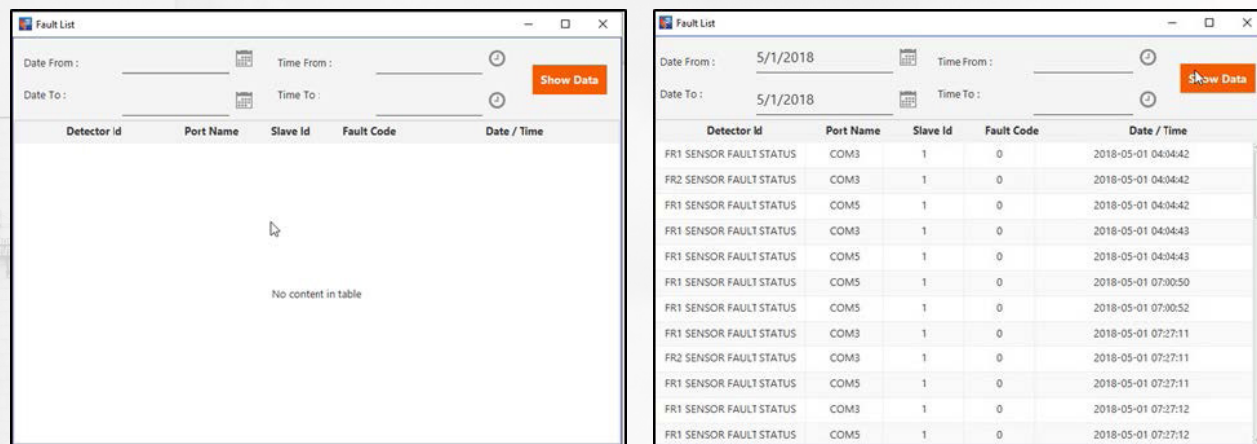 Fault List
Date From :
Time From :
Show Data
Date To :
Time To :
Detector Id Port Name Slave Id Fault Code Date / Time
No content in table
Fault List
Date From : 5/1/2018 Time From :
Show Data
Date To : 5/1/2018 Time To :
Detector Id Port Name Slave Id Fault Code Date / Time
FR1 SENSOR FAULT STATUS COM3 1 0 2018-05-01 04:04:42
FR2 SENSOR FAULT STATUS COM3 1 0 2018-05-01 04:04:42
FR1 SENSOR FAULT STATUS COM5 1 0 2018-05-01 04:04:42
FR1 SENSOR FAULT STATUS COM3 1 0 2018-05-01 04:04:43
FR1 SENSOR FAULT STATUS COM5 1 0 2018-05-01 04:04:43
FR1 SENSOR FAULT STATUS COM5 1 0 2018-05-01 07:00:50
FR1 SENSOR FAULT STATUS COM5 1 0 2018-05-01 07:00:52
FR1 SENSOR FAULT STATUS COM3 1 0 2018-05-01 07:27:11
FR2 SENSOR FAULT STATUS COM3 1 0 2018-05-01 07:27:11
FR1 SENSOR FAULT STATUS COM5 1 0 2018-05-01 07:27:11
FR1 SENSOR FAULT STATUS COM3 1 0 2018-05-01 07:27:12
FR1 SENSOR FAULT STATUS COM5 1 0 2018-05-01 07:27:12